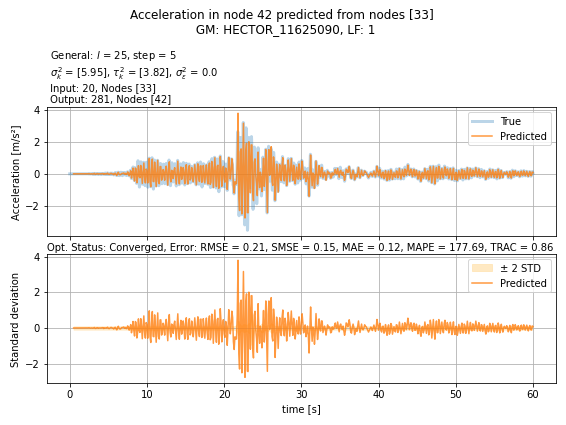 Acceleration in node 42 predicted from nodes [33]
GM: HECTOR_11625090, LF: 1
General: l = 25, step = 5
σ²ₖ = [5.95], τ²ₖ = [3.82], σ²ε = 0.0
Input: 20, Nodes [33]
Output: 281, Nodes [42]
4
2
0
−2
Acceleration [m/s²]
True
Predicted
Opt. Status: Converged, Error: RMSE = 0.21, SMSE = 0.15, MAE = 0.12, MAPE = 177.69, TRAC = 0.86
4
2
0
−2
Standard deviation
± 2 STD
Predicted
0 10 20 30 40 50 60
time [s]